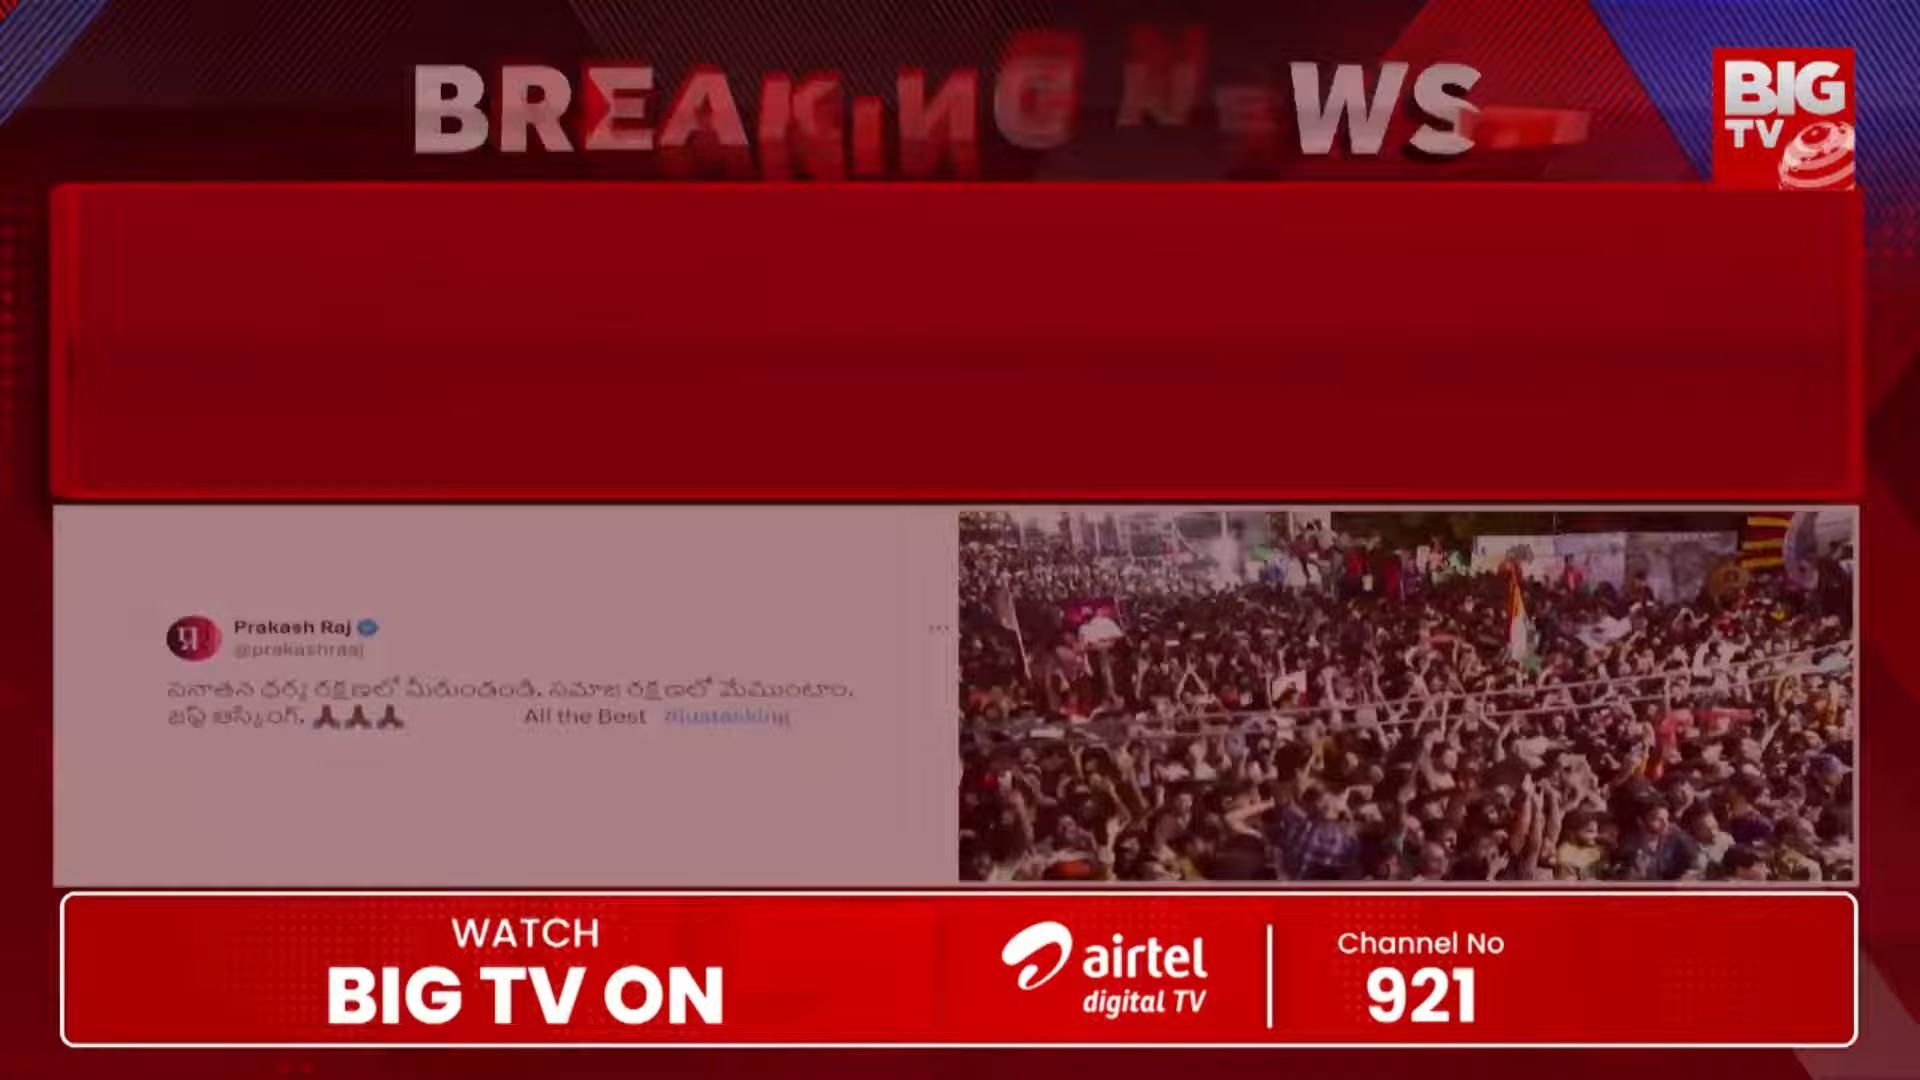 BREAKING NEWS
BIG
TV
Prakash Raj
@prakashraaj
సనాతన ధర్మ రక్షణలో మీరుండండి. సమాజ రక్షణలో మేముంటాం.
జస్ట్ ఆస్కింగ్. All the Best #justasking
WATCH
BIG TV ON
airtel
digital TV
Channel No
921